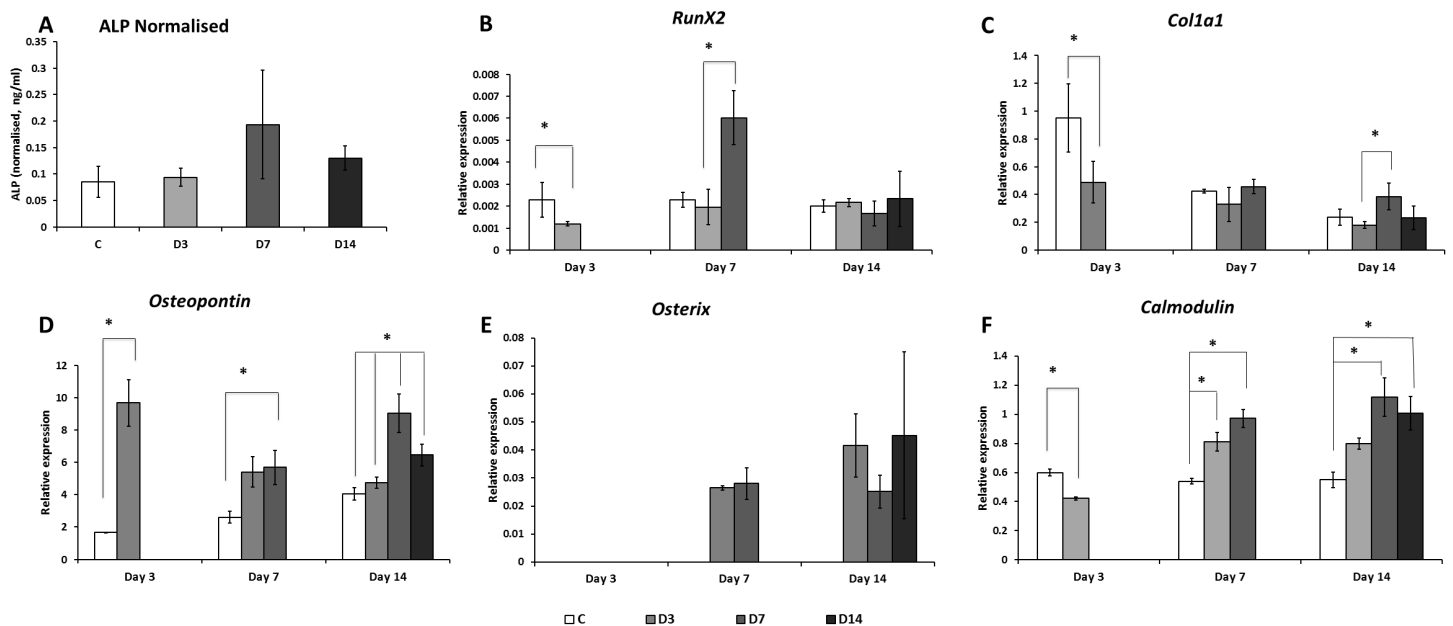 A
ALP Normalised
ALP (normalised, ng/ml)
0.35
0.3
0.25
0.2
0.15
0.1
0.05
0
C D3 D7 D14
B
RunX2
Relative expression
0.008
0.007
0.006
0.005
0.004
0.003
0.002
0.001
0
*
*
Day 3 Day 7 Day 14
C
Col1a1
Relative expression
1.4
1.2
1
0.8
0.6
0.4
0.2
0
*
*
Day 3 Day 7 Day 14
D
Osteopontin
Relative expression
12
10
8
6
4
2
0
*
*
*
Day 3 Day 7 Day 14
E
Osterix
Relative expression
0.08
0.07
0.06
0.05
0.04
0.03
0.02
0.01
0
Day 3 Day 7 Day 14
F
Calmodulin
Relative expression
1.4
1.2
1
0.8
0.6
0.4
0.2
0
*
*
*
*
*
Day 3 Day 7 Day 14
C D3 D7 D14